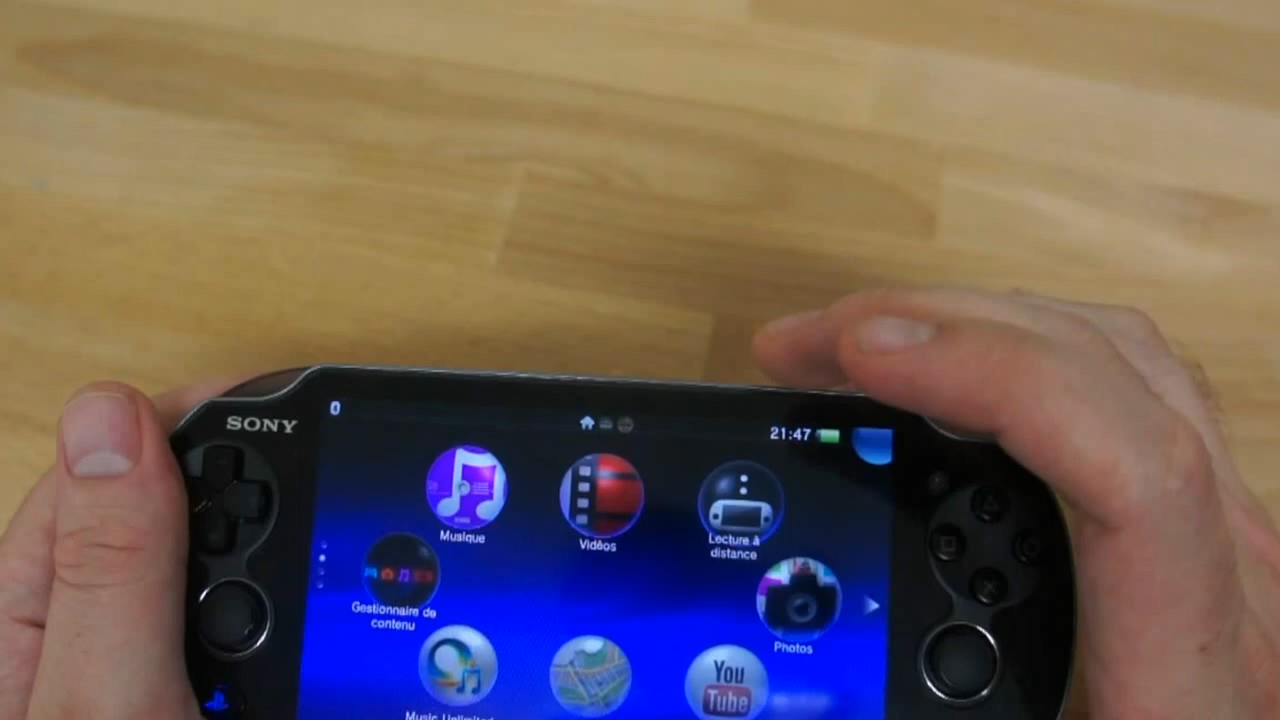 SONY
21:47
Musique
Vidéos
Lecture à
distance
Gestionnaire de
contenu
Photos
Music Unlimited
You
Tube